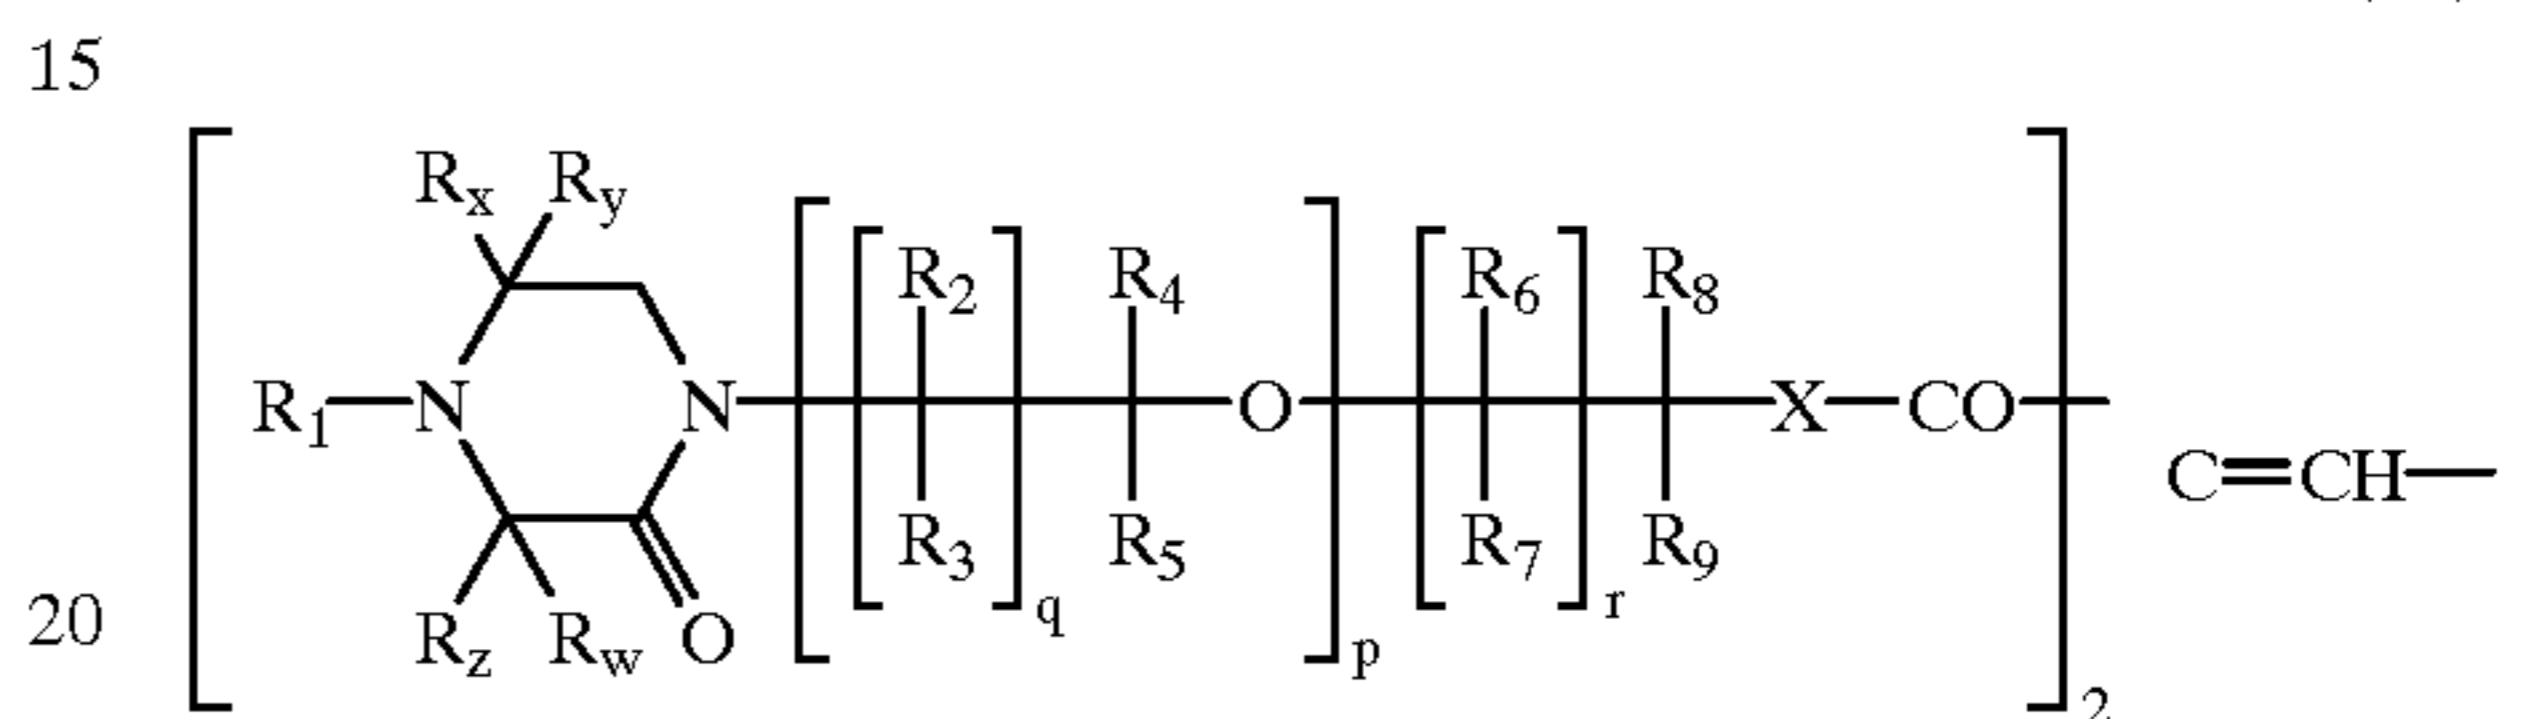 15
Rx Ry
R2 R4 R6 R8
R1—N N O X—CO
C=CH—
R3 R5 R7 R9
q r
20
Rz Rw O p
2